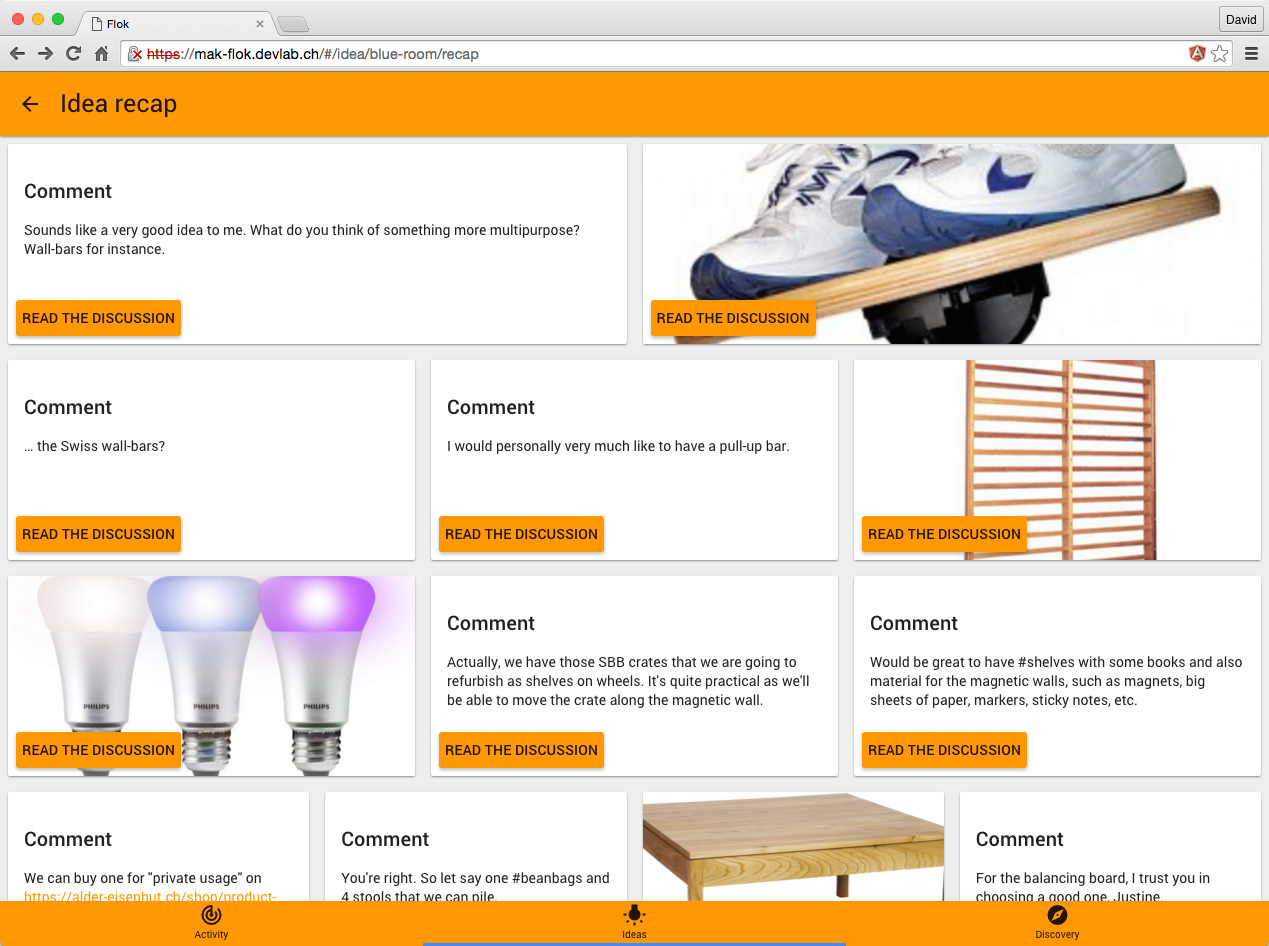 Flok
David
https://mak-flok.devlab.ch/#/idea/blue-room/recap
Idea recap
Comment
Sounds like a very good idea to me. What do you think of something more multipurpose?
Wall-bars for instance.
READ THE DISCUSSION
READ THE DISCUSSION
Comment
... the Swiss wall-bars?
READ THE DISCUSSION
Comment
I would personally very much like to have a pull-up bar.
READ THE DISCUSSION
READ THE DISCUSSION
PHILIPS
PHILIPS
PHILIPS
READ THE DISCUSSION
Comment
Actually, we have those SBB crates that we are going to
refurbish as shelves on wheels. It's quite practical as we'll
be able to move the crate along the magnetic wall.
READ THE DISCUSSION
Comment
Would be great to have #shelves with some books and also
material for the magnetic walls, such as magnets, big
sheets of paper, markers, sticky notes, etc.
READ THE DISCUSSION
Comment
We can buy one for "private usage" on
https://alder-eisenhut.ch/shop/product-
Comment
You're right. So let say one #beanbags and
4 stools that we can pile.
Comment
For the balancing board, I trust you in
choosing a good one, Justine.
Activity
Ideas
Discovery